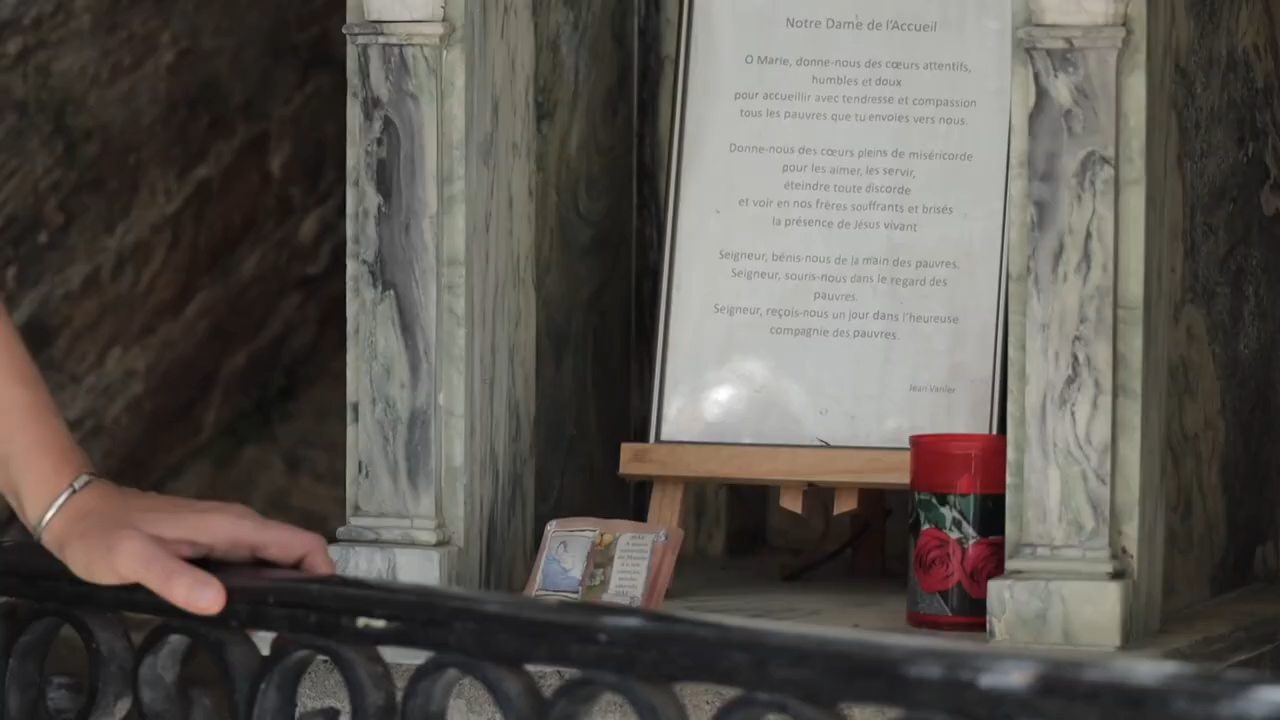 Notre Dame de l'Accueil
O Marie, donne-nous des cœurs attentifs,
humbles et doux
pour accueillir avec tendresse et compassion
tous les pauvres que tu envoies vers nous.
Donne-nous des cœurs pleins de miséricorde
pour les aimer, les servir,
éteindre toute discorde
et voir en nos frères souffrants et brisés
la présence de Jésus vivant
Seigneur, bénis-nous de la main des pauvres.
Seigneur, souris-nous dans le regard des
pauvres.
Seigneur, reçois-nous un jour dans l'heureuse
compagnie des pauvres.
Jean Vanier